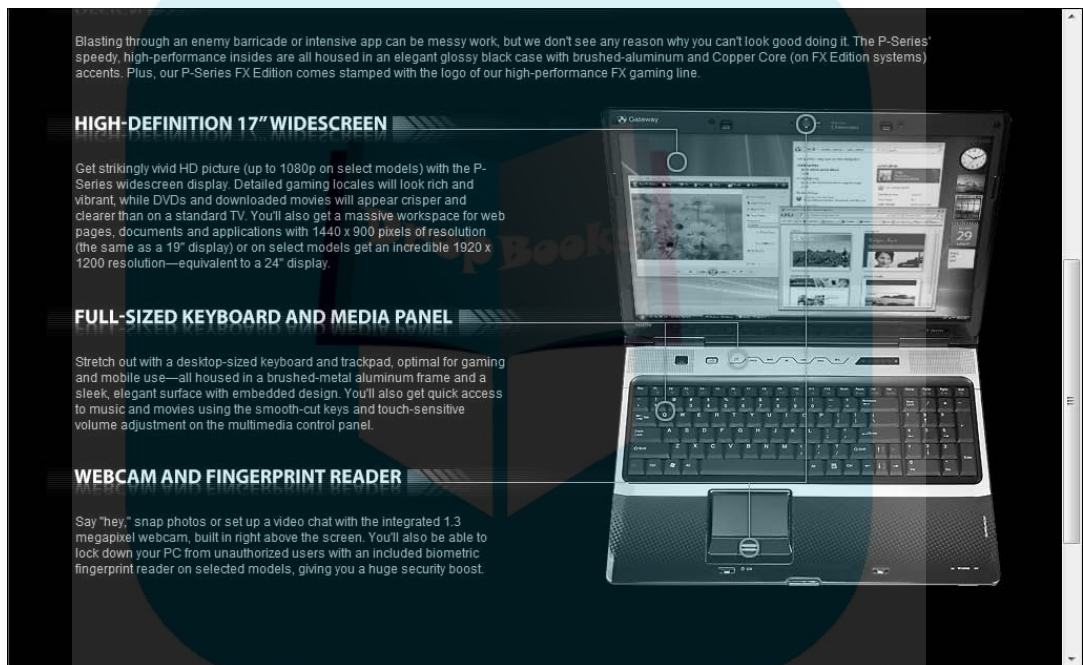 Blasting through an enemy barricade or intensive app can be messy work, but we don't see any reason why you can't look good doing it. The P-Series'
speedy, high-performance insides are all housed in an elegant glossy black case with brushed-aluminum and Copper Core (on FX Edition systems)
accents. Plus, our P-Series FX Edition comes stamped with the logo of our high-performance FX gaming line.
HIGH-DEFINITION 17" WIDESCREEN
Get strikingly vivid HD picture (up to 1080p on select models) with the P-
Series widescreen display. Detailed gaming locales will look rich and
vibrant, while DVDs and downloaded movies will appear crisper and
clearer than on a standard TV. You'll also get a massive workspace for web
pages, documents and applications with 1440 x 900 pixels of resolution
(the same as a 19" display) or on select models get an incredible 1920 x
1200 resolution—equivalent to a 24" display.
FULL-SIZED KEYBOARD AND MEDIA PANEL
Stretch out with a desktop-sized keyboard and trackpad, optimal for gaming
and mobile use—all housed in a brushed-metal aluminum frame and a
sleek, elegant surface with embedded design. You'll also get quick access
to music and movies using the smooth-cut keys and touch-sensitive
volume adjustment on the multimedia control panel.
WEBCAM AND FINGERPRINT READER
Say "hey," snap photos or set up a video chat with the integrated 1.3
megapixel webcam, built in right above the screen. You'll also be able to
lock down your PC from unauthorized users with an included biometric
fingerprint reader on selected models, giving you a huge security boost.
Gateway
29
Up Books